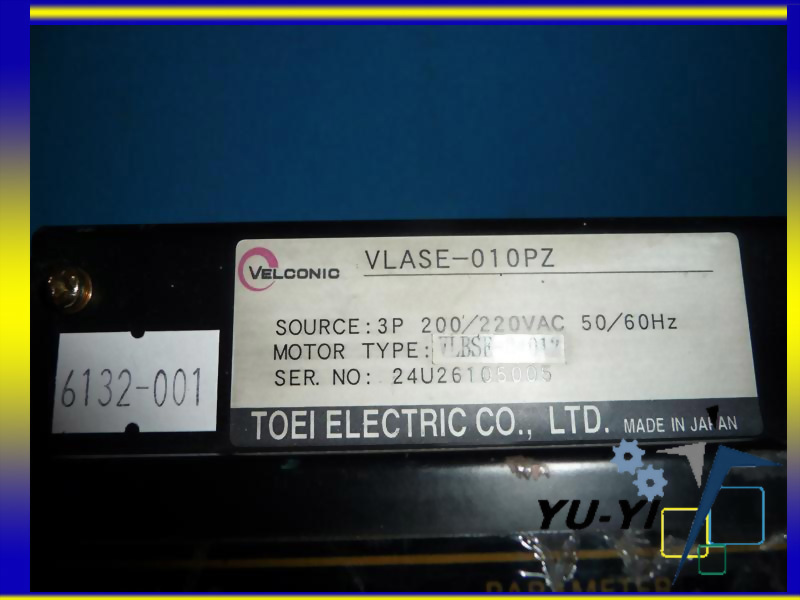 VELCONIC VLASE-010PZ
SOURCE:3P 200/220VAC 50/60Hz
MOTOR TYPE:
SER. NO: 24U26105005
6132-001
TOEI ELECTRIC CO., LTD. MADE IN JAPAN
YU-YI
PARAMETER